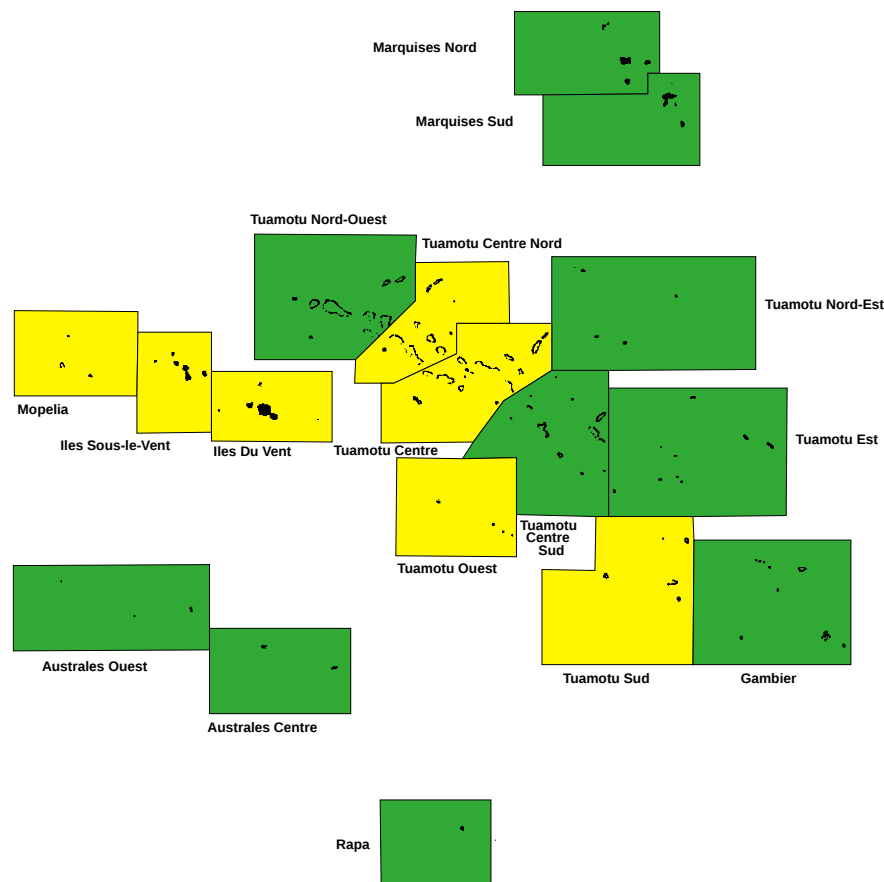 Marquises Nord
Marquises Sud
Tuamotu Nord-Ouest
Tuamotu Centre Nord
Tuamotu Nord-Est
Mopelia
Iles Sous-le-Vent
Iles Du Vent
Tuamotu Centre
Tuamotu Est
Tuamotu
Centre
Sud
Tuamotu Ouest
Australes Ouest
Tuamotu Sud
Gambier
Australes Centre
Rapa